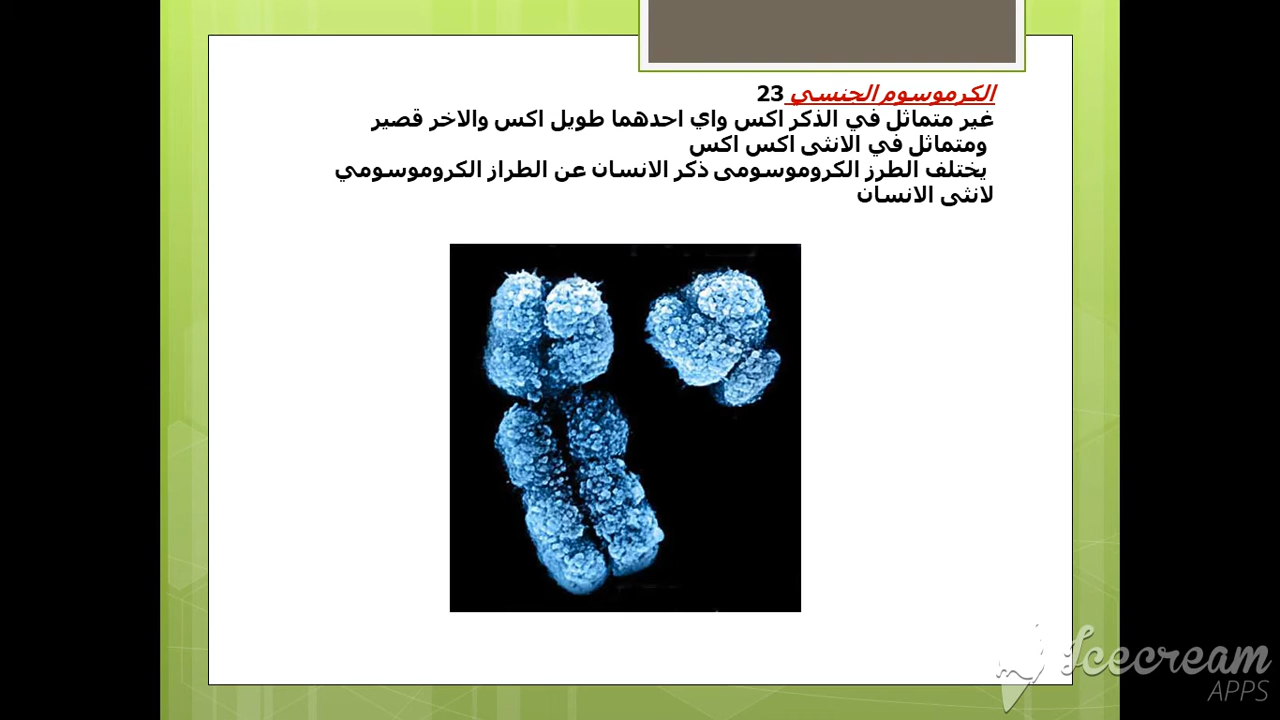 الكرموسوم الجنسي 23
غير متماثل في الذكر اكس واي احدهما طويل اكس والاخر قصير
ومتماثل في الانثى اكس اكس
يختلف الطرز الكروموسومى ذكر الانسان عن الطراز الكروموسومي
لانثى الانسان
Icecream
APPS